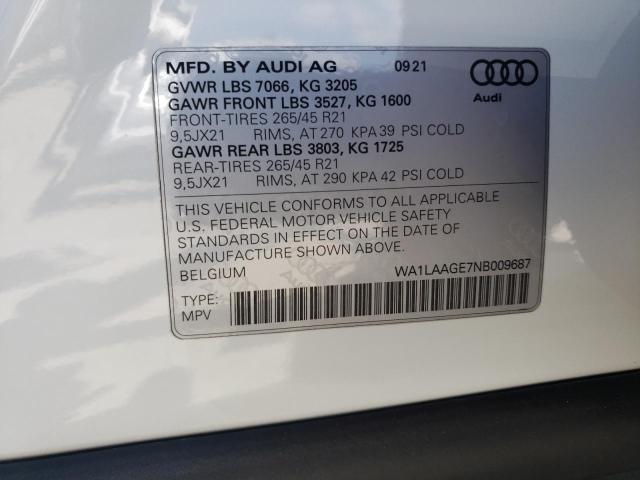 MFD. BY AUDI AG 09 21
GVWR LBS 7066, KG 3205
GAWR FRONT LBS 3527, KG 1600
FRONT-TIRES 265/45 R21
9,5JX21 RIMS, AT 270 KPA 39 PSI COLD
GAWR REAR LBS 3803, KG 1725
REAR-TIRES 265/45 R21
9,5JX21 RIMS, AT 290 KPA 42 PSI COLD
Audi
THIS VEHICLE CONFORMS TO ALL APPLICABLE
U.S. FEDERAL MOTOR VEHICLE SAFETY
STANDARDS IN EFFECT ON THE DATE OF
MANUFACTURE SHOWN ABOVE.
BELGIUM WA1LAAGE7NB009687
TYPE:
MPV